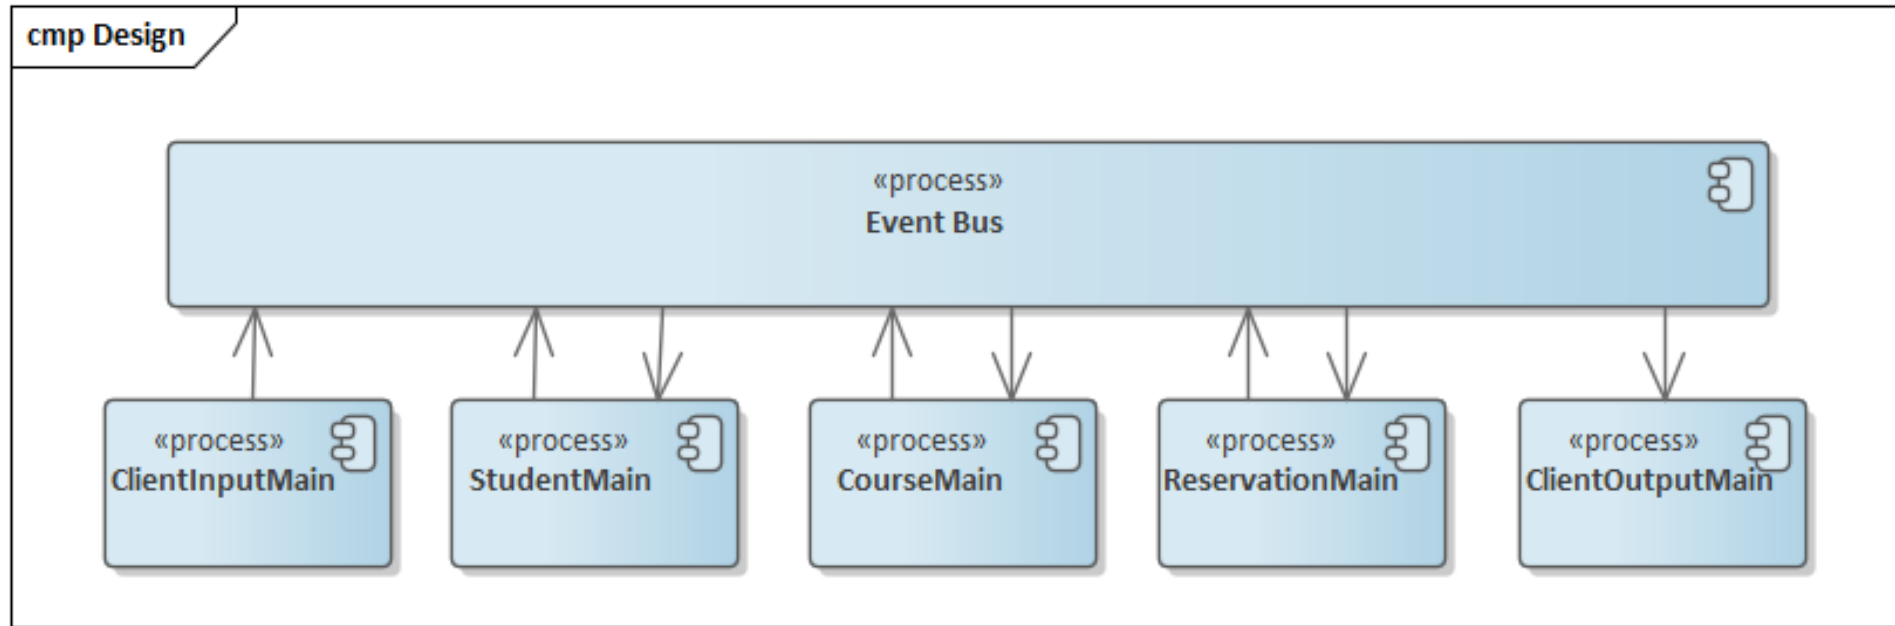 cmp Design
«process»
Event Bus
«process»
ClientInputMain
«process»
StudentMain
«process»
CourseMain
«process»
ReservationMain
«process»
ClientOutputMain